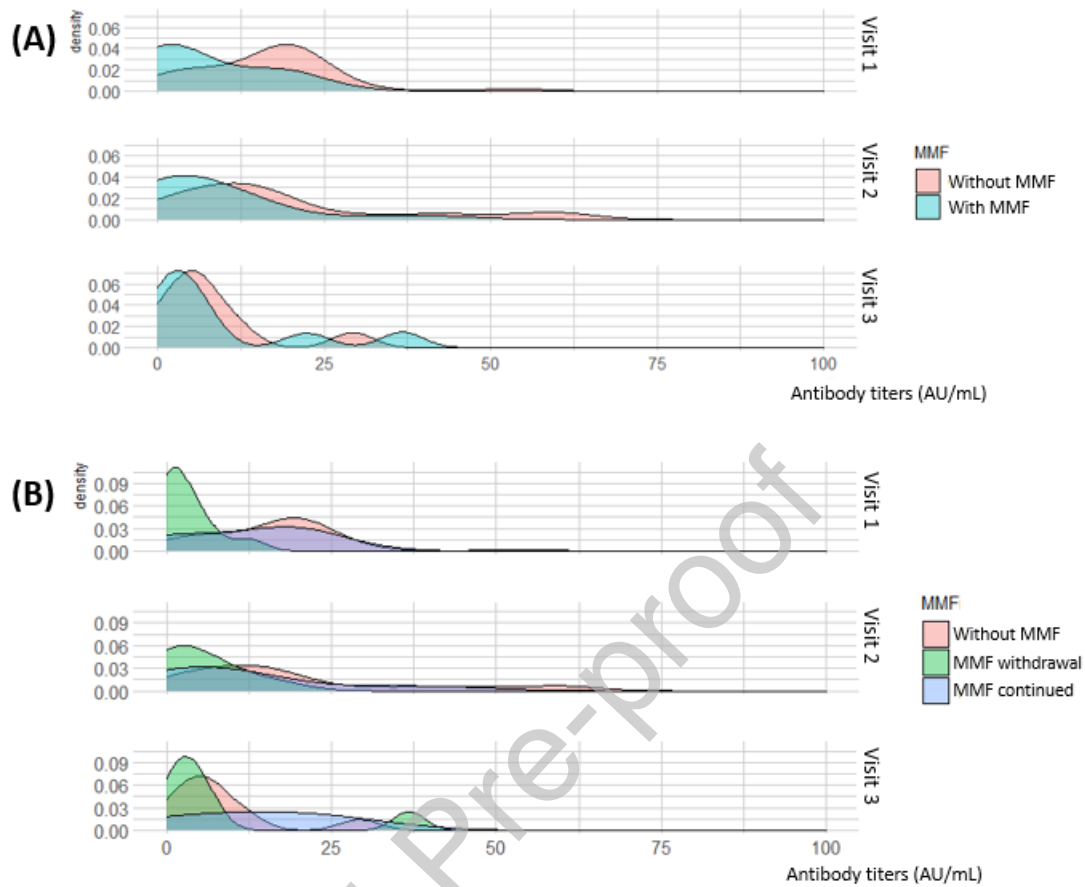 (A)
density
0.06
0.04
0.02
0.00
Visit 1
0.06
0.04
0.02
0.00
Visit 2
MMF
Without MMF
With MMF
0.06
0.04
0.02
0.00
Visit 3
0 25 50 75 100
Antibody titers (AU/mL)
(B)
density
0.09
0.06
0.03
0.00
Visit 1
0.09
0.06
0.03
0.00
Visit 2
MMF
Without MMF
MMF withdrawal
MMF continued
0.09
0.06
0.03
0.00
Visit 3
0 25 50 75 100
Antibody titers (AU/mL)
Pre-proof